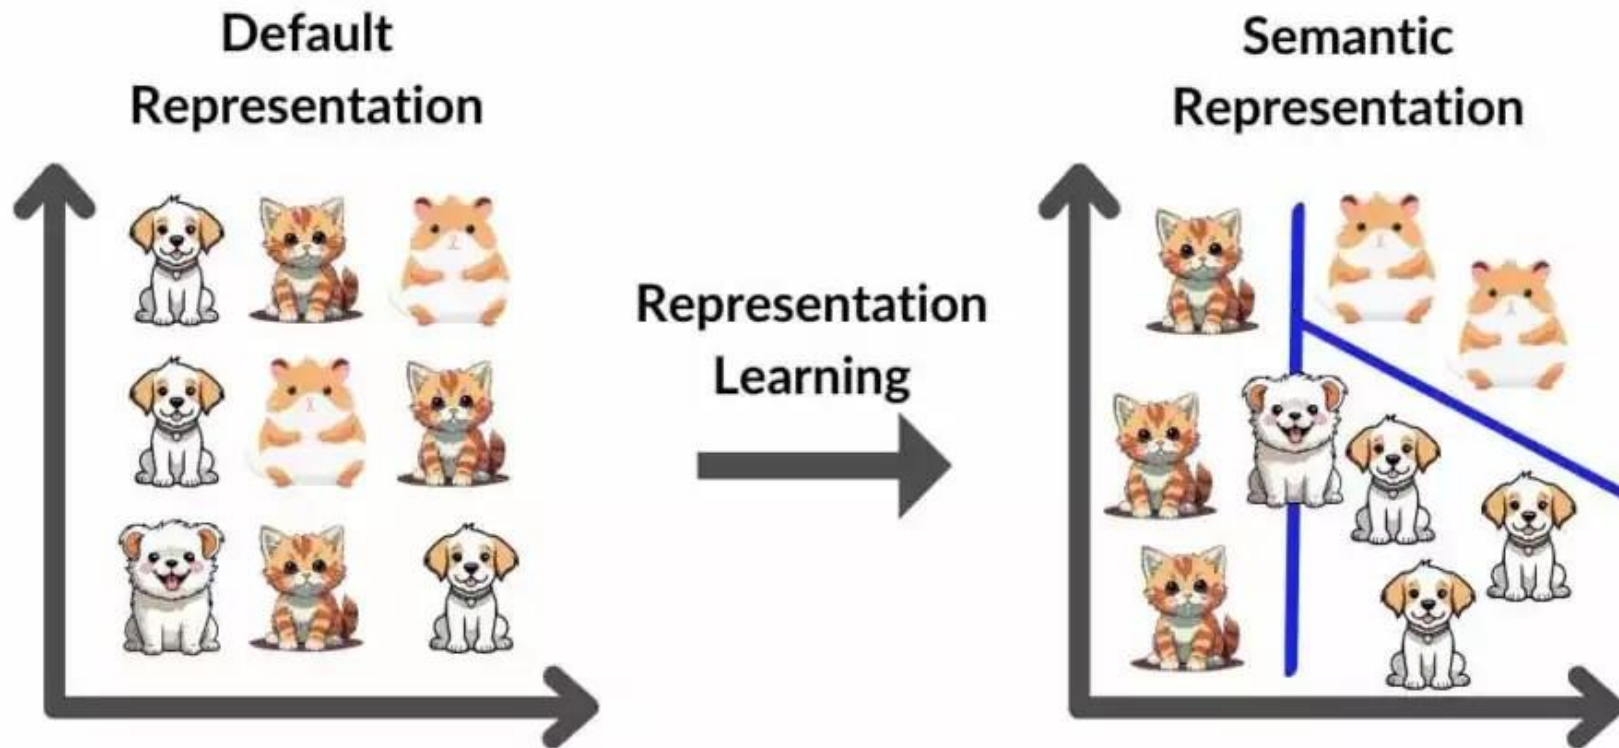 Default
Representation
Representation
Learning
Semantic
Representation